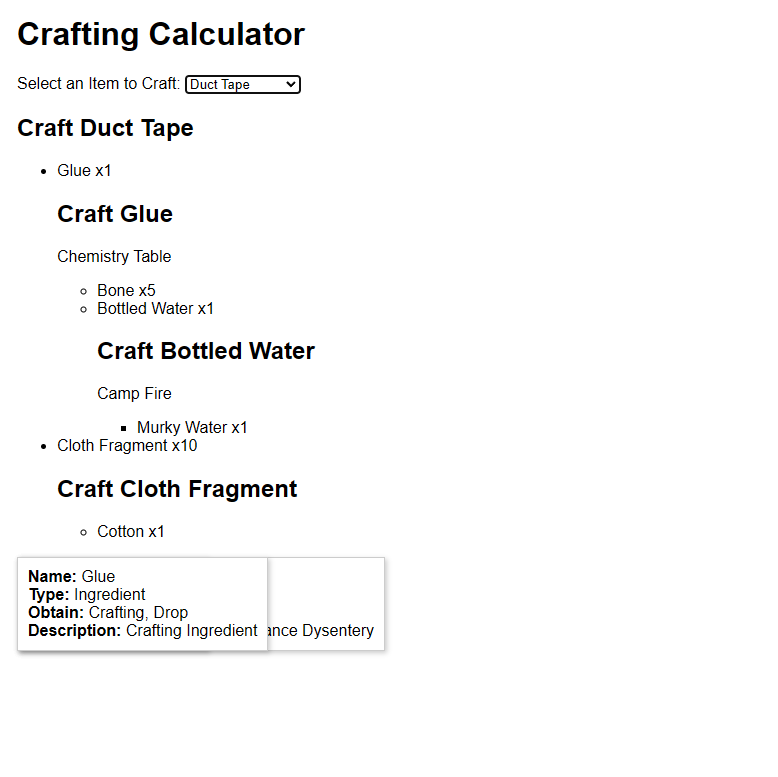 Crafting Calculator
Select an Item to Craft: Duct Tape
Craft Duct Tape
Glue x1
Craft Glue
Chemistry Table
Bone x5
Bottled Water x1
Craft Bottled Water
Camp Fire
Murky Water x1
Cloth Fragment x10
Craft Cloth Fragment
Cotton x1
Name: Glue
Type: Ingredient
Obtain: Crafting, Drop
Description: Crafting Ingredient Dysentery